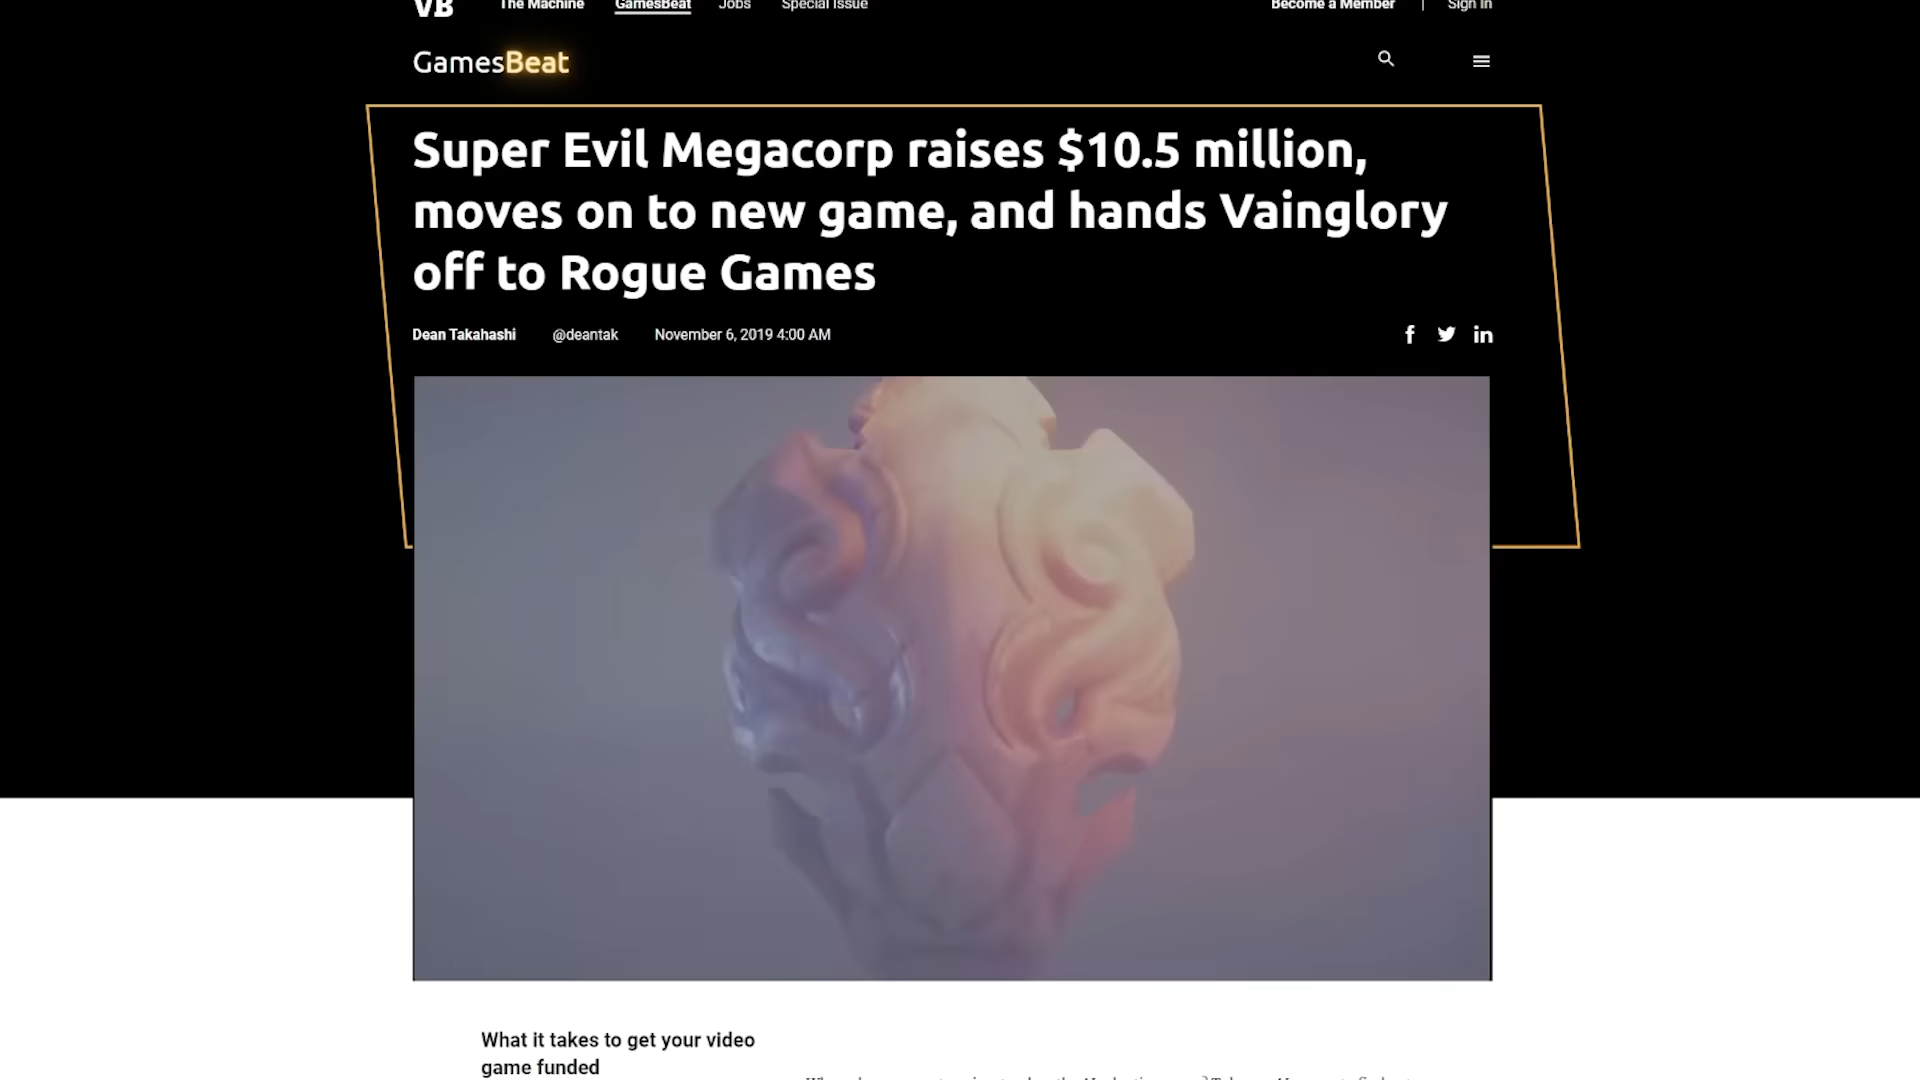 VB The Machine GamesBeat Jobs Special Issue Become a Member | Sign In
GamesBeat
Super Evil Megacorp raises $10.5 million,
moves on to new game, and hands Vainglory
off to Rogue Games
Dean Takahashi @deantak November 6, 2019 4:00 AM
What it takes to get your video
game funded